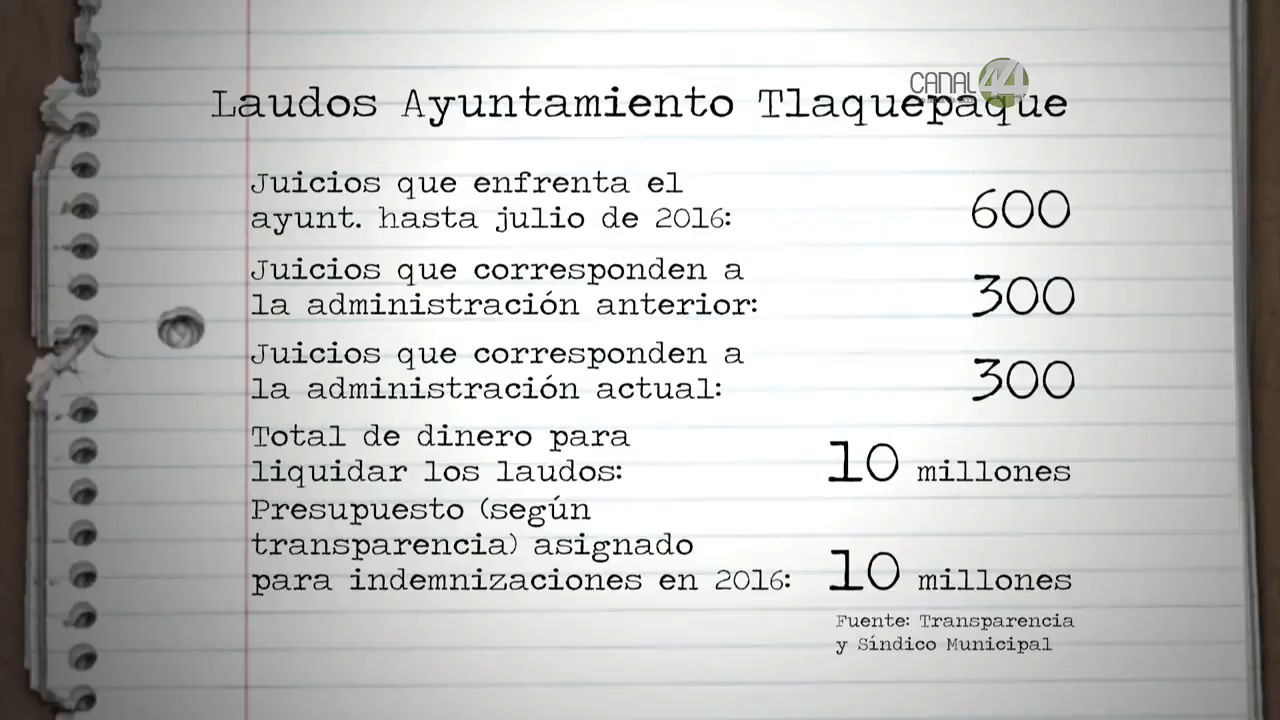 CANAL 44
Laudos Ayuntamiento Tlaquepaque
Juicios que enfrenta el
ayunt. hasta julio de 2016:
600
Juicios que corresponden a
la administración anterior:
300
Juicios que corresponden a
la administración actual:
300
Total de dinero para
liquidar los laudos:
10 millones
Presupuesto (según
transparencia) asignado
para indemnizaciones en 2016:
10 millones
Fuente: Transparencia
y Síndico Municipal